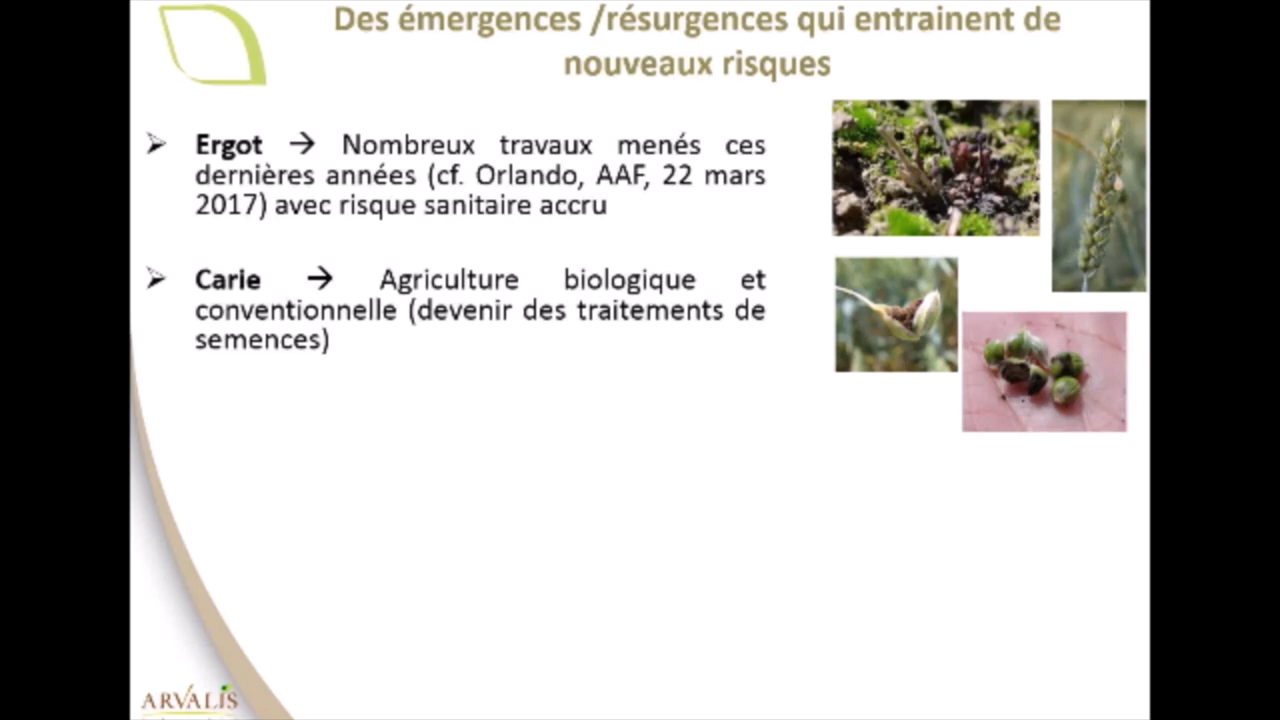 Des émergences /résurgences qui entrainent de
nouveaux risques
➢ Ergot → Nombreux travaux menés ces
dernières années (cf. Orlando, AAF, 22 mars
2017) avec risque sanitaire accru
➢ Carie → Agriculture biologique et
conventionnelle (devenir des traitements de
semences)
ARVALIS